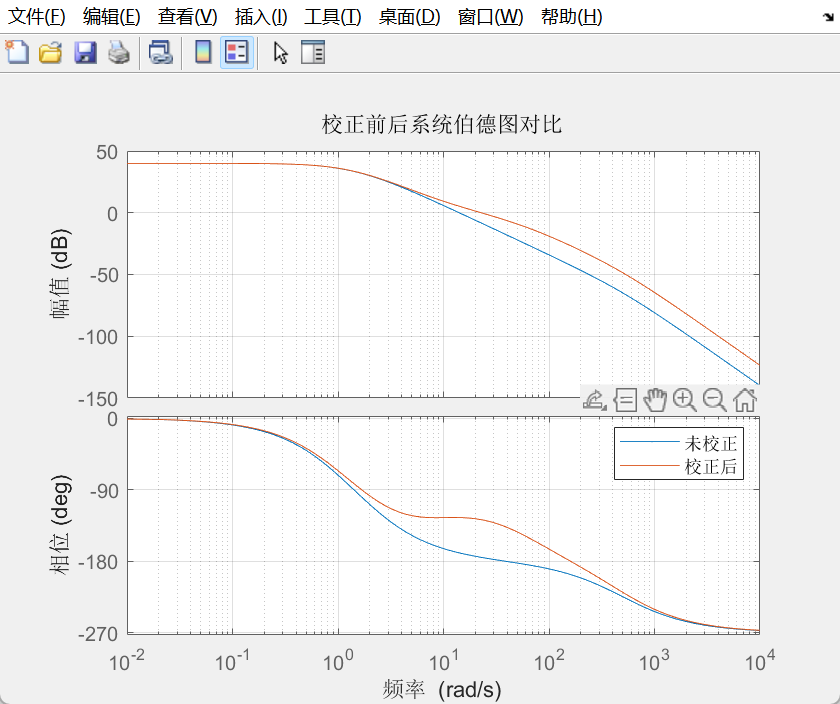 文件(F) 编辑(E) 查看(V) 插入(I) 工具(T) 桌面(D) 窗口(W) 帮助(H)
校正前后系统伯德图对比
50
0
-50
-100
-150
幅值 (dB)
0
-90
-180
-270
相位 (deg)
未校正
校正后
10⁻² 10⁻¹ 10⁰ 10¹ 10² 10³ 10⁴
频率 (rad/s)